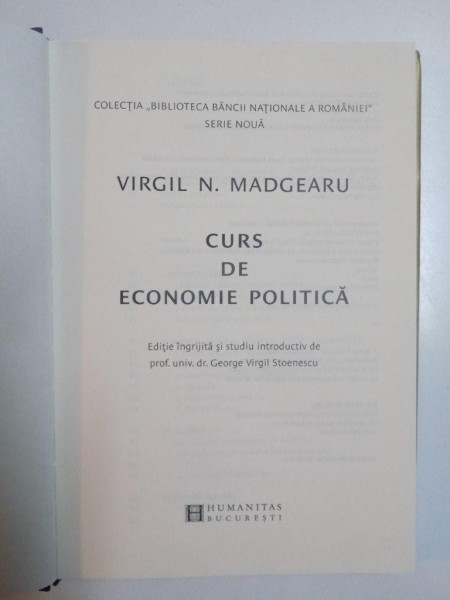 COLECȚIA „BIBLIOTECA BĂNCII NAȚIONALE A ROMÂNIEI”
SERIE NOUĂ
VIRGIL N. MADGEARU
CURS
DE
ECONOMIE POLITICĂ
Ediție îngrijită și studiu introductiv de
prof. univ. dr. George Virgil Stoenescu
H HUMANITAS
BUCUREȘTI